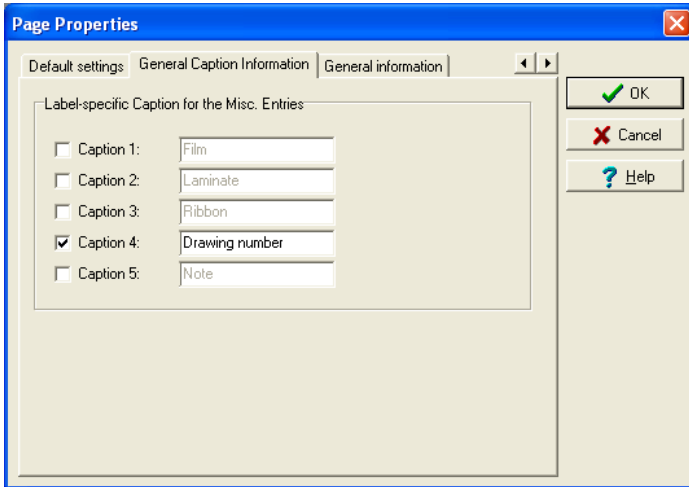 Page Properties
Default settings
General Caption Information
General information
Label-specific Caption for the Misc. Entries
Caption 1: Film
Caption 2: Laminate
Caption 3: Ribbon
Caption 4: Drawing number
Caption 5: Note
OK
Cancel
Help